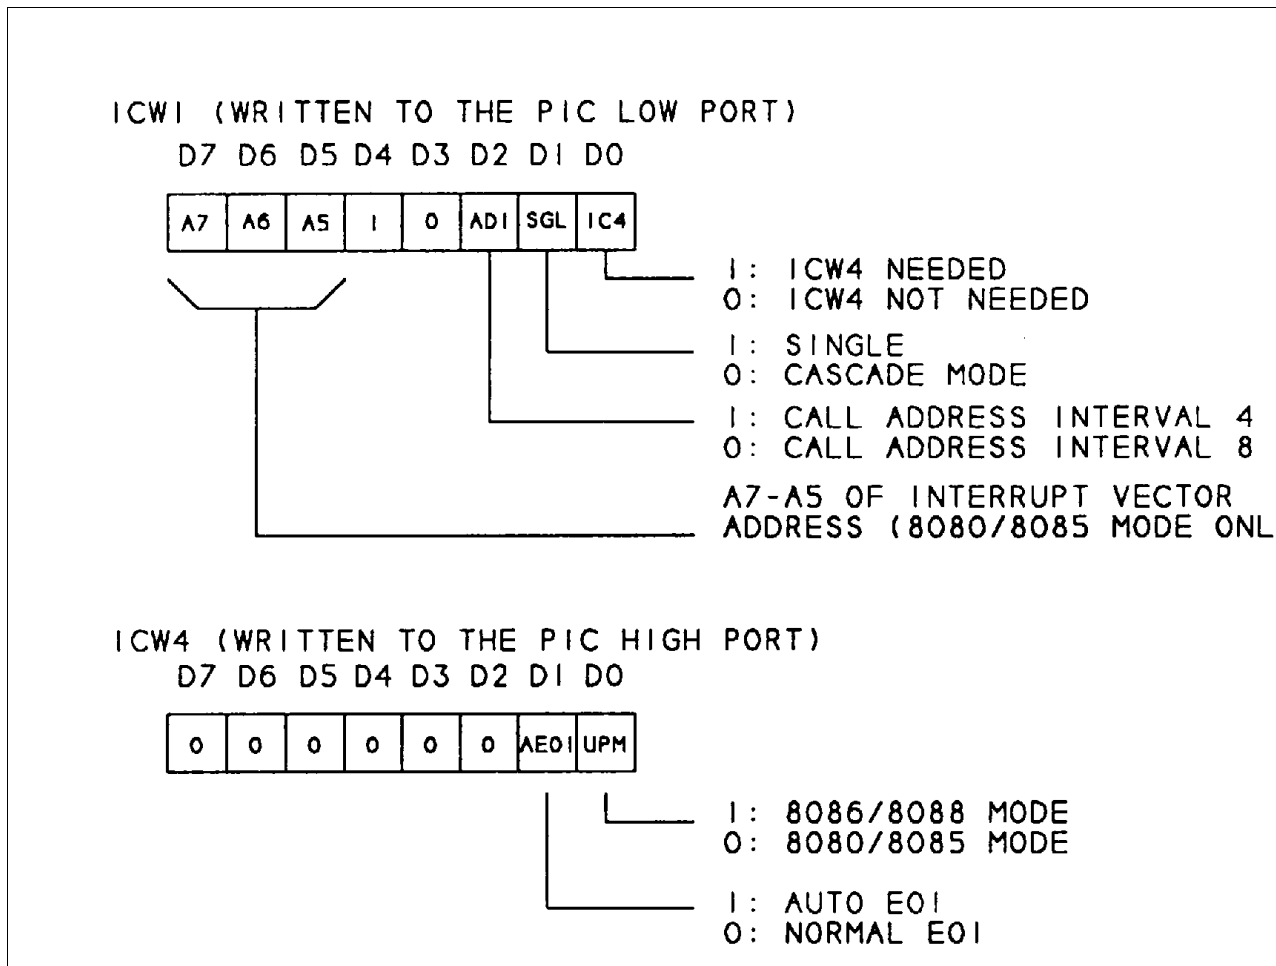 ICW1 (WRITTEN TO THE PIC LOW PORT)
D7 D6 D5 D4 D3 D2 D1 D0
A7 A6 A5 1 0 ADI SGL IC4
1: ICW4 NEEDED
0: ICW4 NOT NEEDED
1: SINGLE
0: CASCADE MODE
1: CALL ADDRESS INTERVAL 4
0: CALL ADDRESS INTERVAL 8
A7-A5 OF INTERRUPT VECTOR
ADDRESS (8080/8085 MODE ONL
ICW4 (WRITTEN TO THE PIC HIGH PORT)
D7 D6 D5 D4 D3 D2 D1 D0
0 0 0 0 0 0 AEOI UPM
1: 8086/8088 MODE
0: 8080/8085 MODE
1: AUTO EOI
0: NORMAL EOI